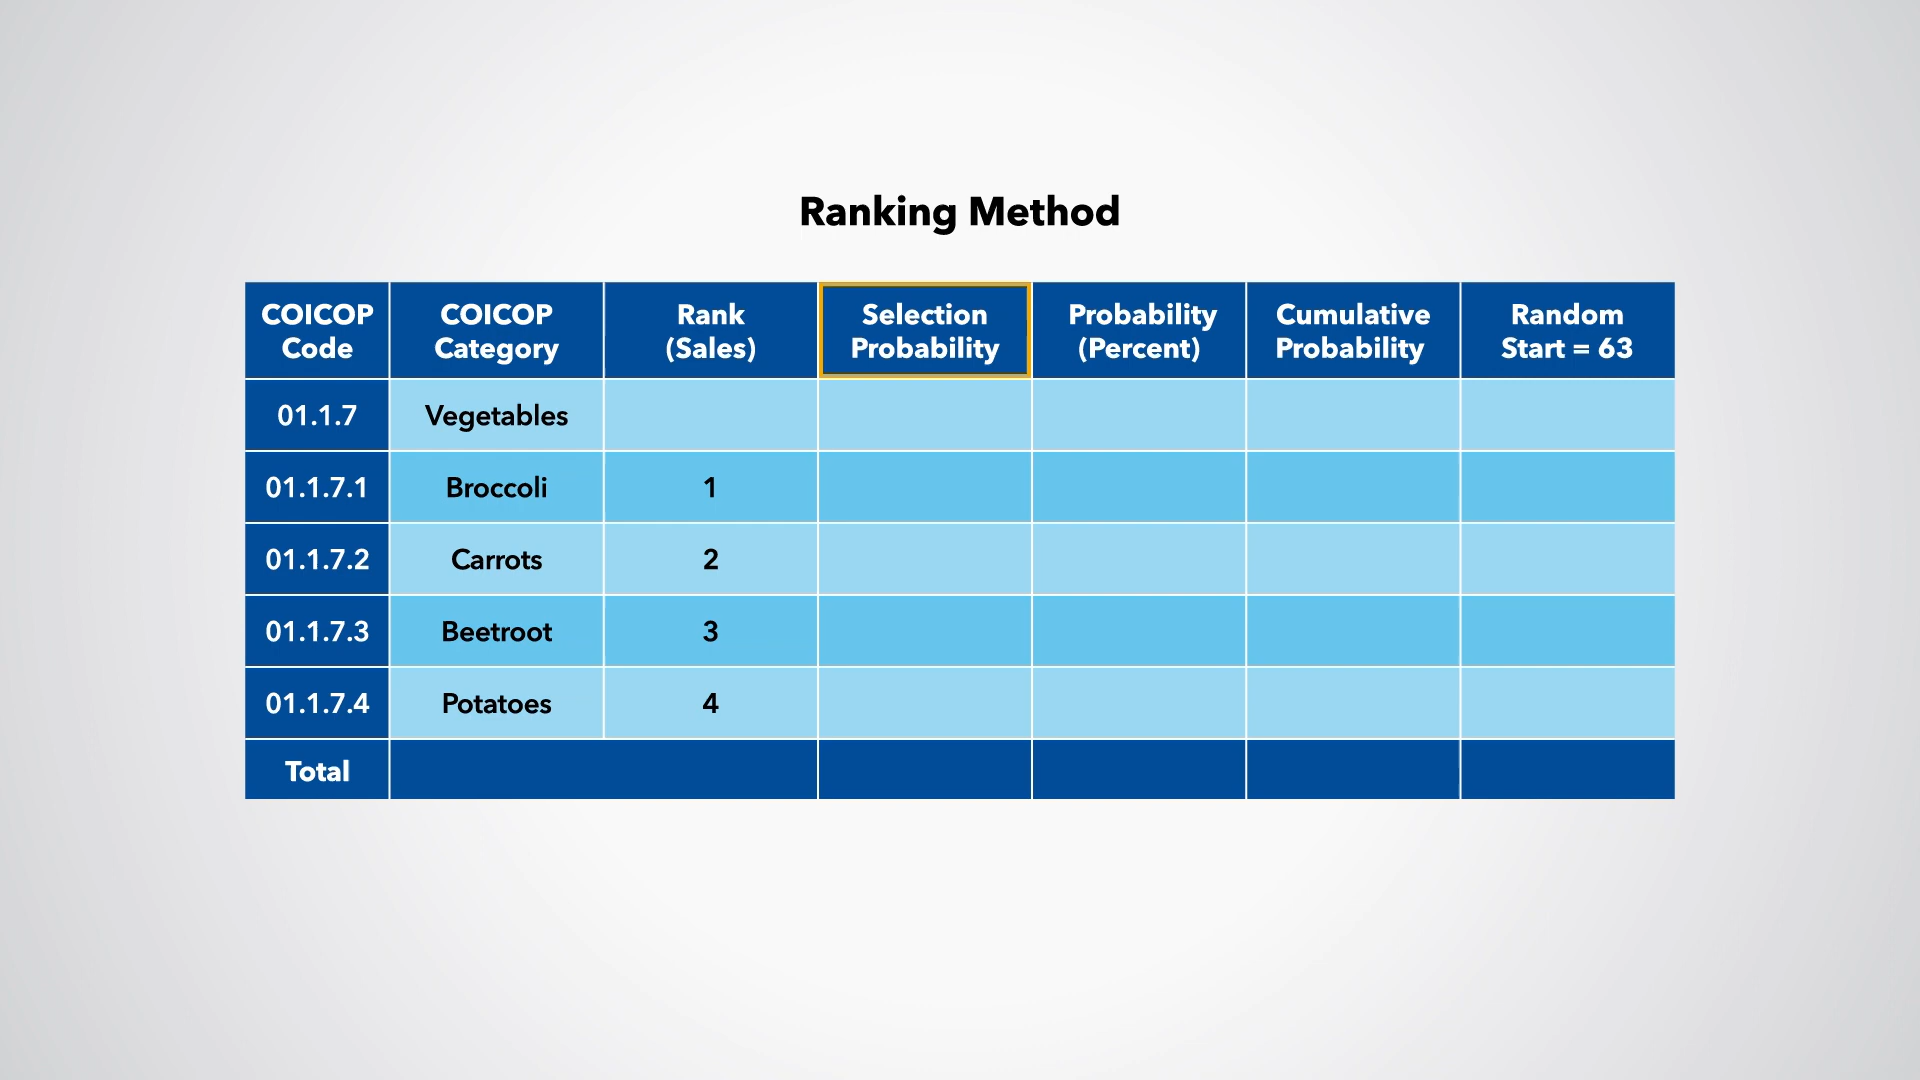 Ranking Method
COICOP Code | COICOP Category | Rank (Sales) | Selection Probability | Probability (Percent) | Cumulative Probability | Random Start = 63
01.1.7 | Vegetables
01.1.7.1 | Broccoli | 1
01.1.7.2 | Carrots | 2
01.1.7.3 | Beetroot | 3
01.1.7.4 | Potatoes | 4
Total